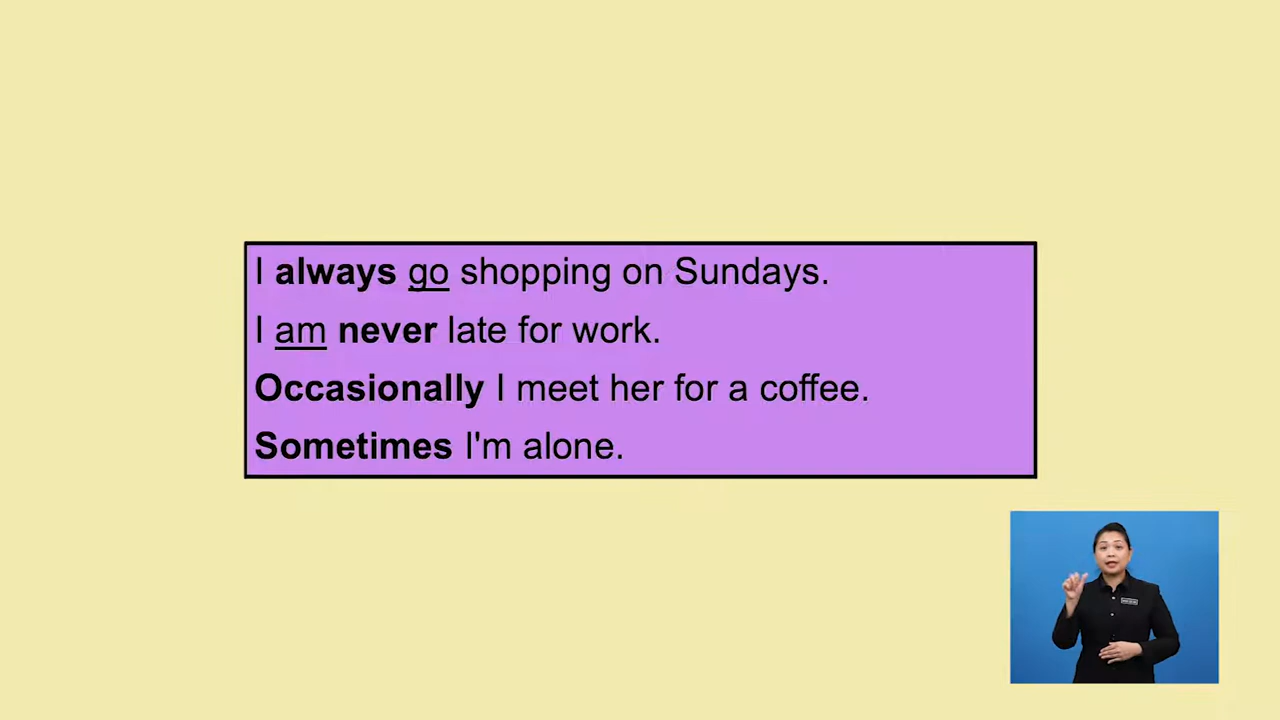 I always go shopping on Sundays.
I am never late for work.
Occasionally I meet her for a coffee.
Sometimes I'm alone.